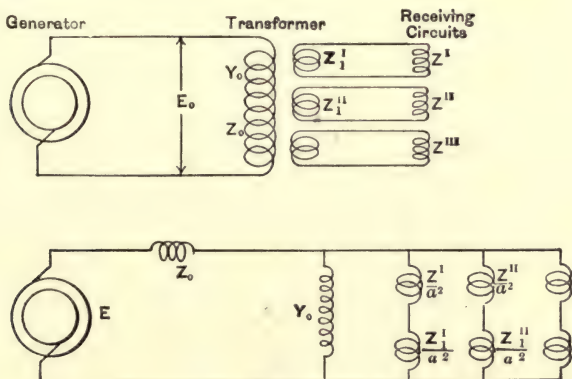 Generator Transformer Receiving
Circuits
Z₁ᴵ Zᴵ
Y₀
E₀ Z₁ᴵᴵ Zᴵᴵ
Z₀
Zᴵᴵᴵ
Z₀
E
Y₀
Zᴵ/a² Zᴵᴵ/a²
Z₁ᴵ/a² Z₁ᴵᴵ/a²